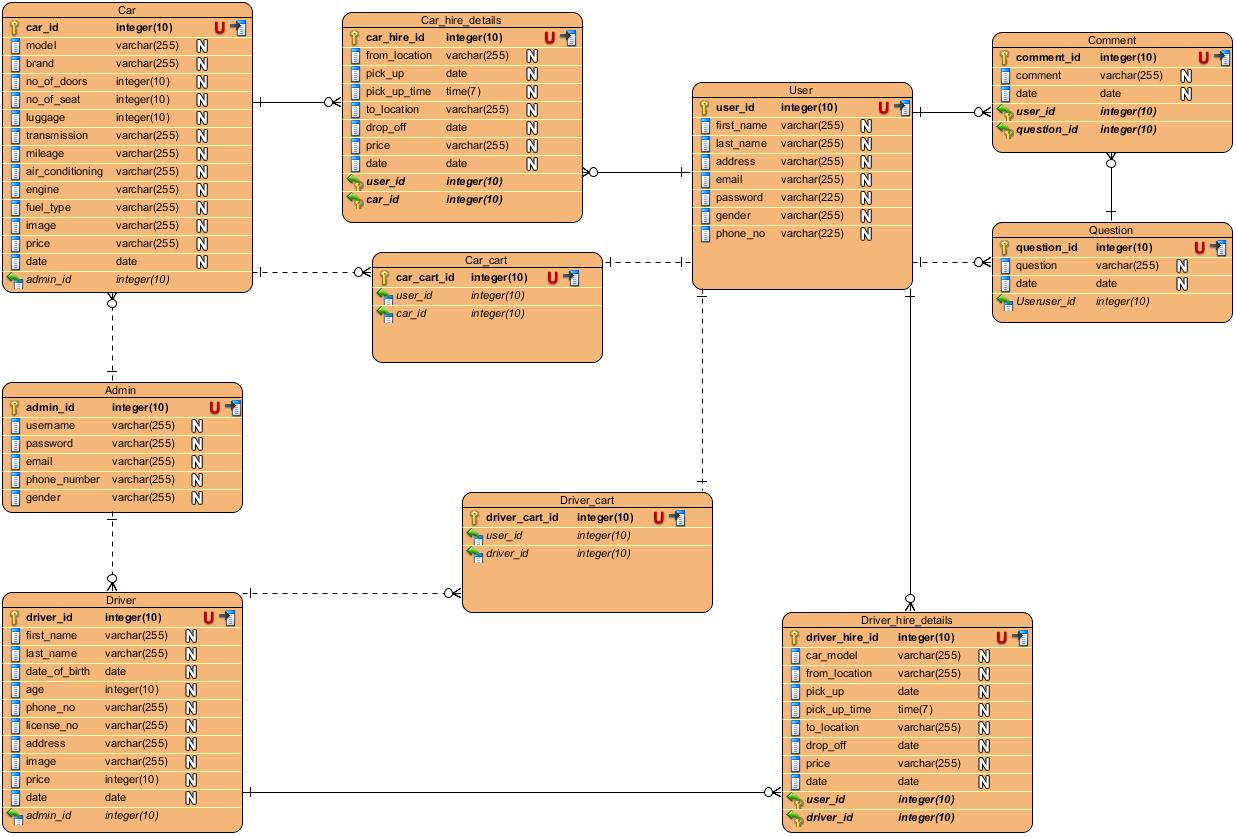 Car
car_id integer(10) U
model varchar(255) N
brand varchar(255) N
no_of_doors integer(10) N
no_of_seat integer(10) N
luggage integer(10) N
transmission varchar(255) N
mileage varchar(255) N
air_conditioning varchar(255) N
engine varchar(255) N
fuel_type varchar(255) N
image varchar(255) N
price varchar(255) N
date date N
admin_id integer(10)
Car_hire_details
car_hire_id integer(10) U
from_location varchar(255) N
pick_up date N
pick_up_time time(7) N
to_location varchar(255) N
drop_off date N
price varchar(255) N
date date N
user_id integer(10)
car_id integer(10)
User
user_id integer(10) U
first_name varchar(255) N
last_name varchar(255) N
address varchar(255) N
email varchar(255) N
password varchar(225) N
gender varchar(255) N
phone_no varchar(225) N
Comment
comment_id integer(10) U
comment varchar(255) N
date date N
user_id integer(10)
question_id integer(10)
Question
question_id integer(10) U
question varchar(255) N
date date N
Useruser_id integer(10)
Car_cart
car_cart_id integer(10) U
user_id integer(10)
car_id integer(10)
Admin
admin_id integer(10) U
username varchar(255) N
password varchar(255) N
email varchar(255) N
phone_number varchar(255) N
gender varchar(255) N
Driver_cart
driver_cart_id integer(10) U
user_id integer(10)
driver_id integer(10)
Driver
driver_id integer(10) U
first_name varchar(255) N
last_name varchar(255) N
date_of_birth date N
age integer(10) N
phone_no varchar(255) N
license_no varchar(255) N
address varchar(255) N
image varchar(255) N
price integer(10) N
date date N
admin_id integer(10)
Driver_hire_details
driver_hire_id integer(10) U
car_model varchar(255) N
from_location varchar(255) N
pick_up date N
pick_up_time time(7) N
to_location varchar(255) N
drop_off date N
price varchar(255) N
date date N
user_id integer(10)
driver_id integer(10)